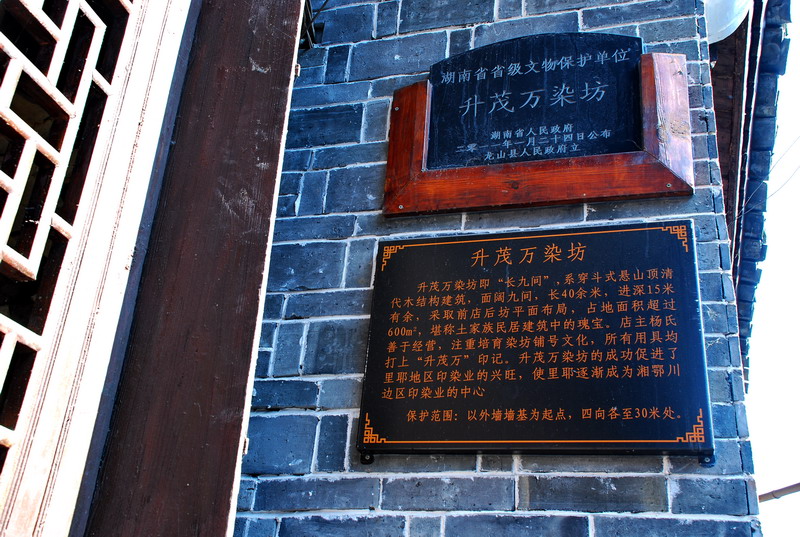 湖南省省级文物保护单位
升茂万染坊
湖南省人民政府
二零一一年一月二十四日公布
龙山县人民政府立
升茂万染坊
升茂万染坊即“长九间”,系穿斗式悬山顶清
代木结构建筑,面阔九间,长40余米,进深15米
有余,采取前店后坊平面布局,占地面积超过
600m²,堪称土家族民居建筑中的瑰宝。店主杨氏
善于经营,注重培育染坊铺号文化,所有用具均
打上“升茂万”印记。升茂万染坊的成功促进了
里耶地区印染业的兴旺,使里耶逐渐成为湘鄂川
边区印染业的中心
保护范围:以外墙墙基为起点,四向各至30米处。